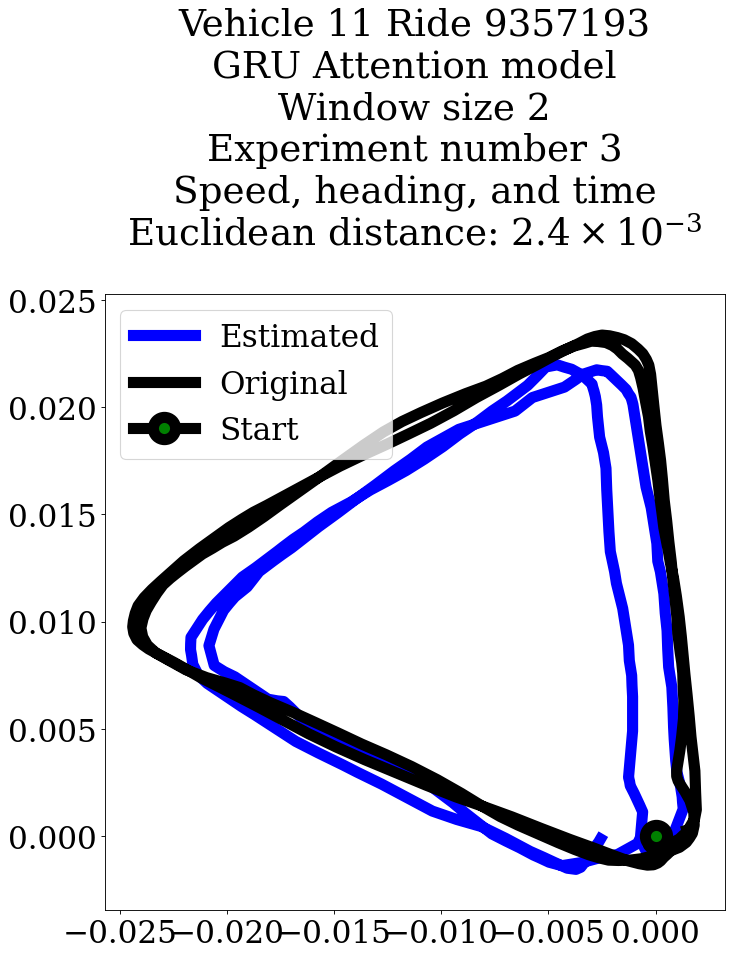 Vehicle 11 Ride 9357193
GRU Attention model
Window size 2
Experiment number 3
Speed, heading, and time
Euclidean distance: 2.4 × 10⁻³
0.025
Estimated
Original
0.020
Start
0.015
0.010
0.005
0.000
−0.025 −0.020 −0.015 −0.010 −0.005 0.000